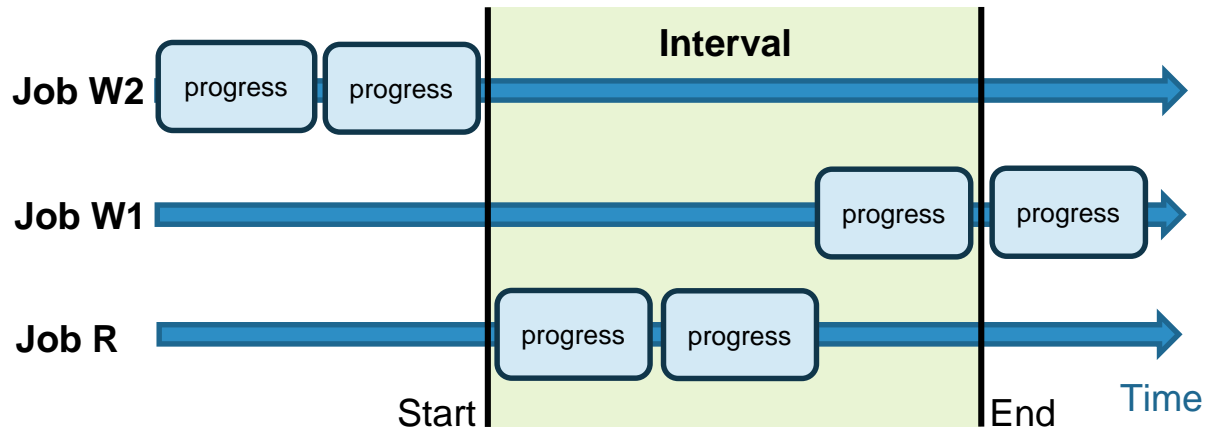 Interval
Job W2
progress
progress
Job W1
progress
progress
Job R
progress
progress
Start
End
Time